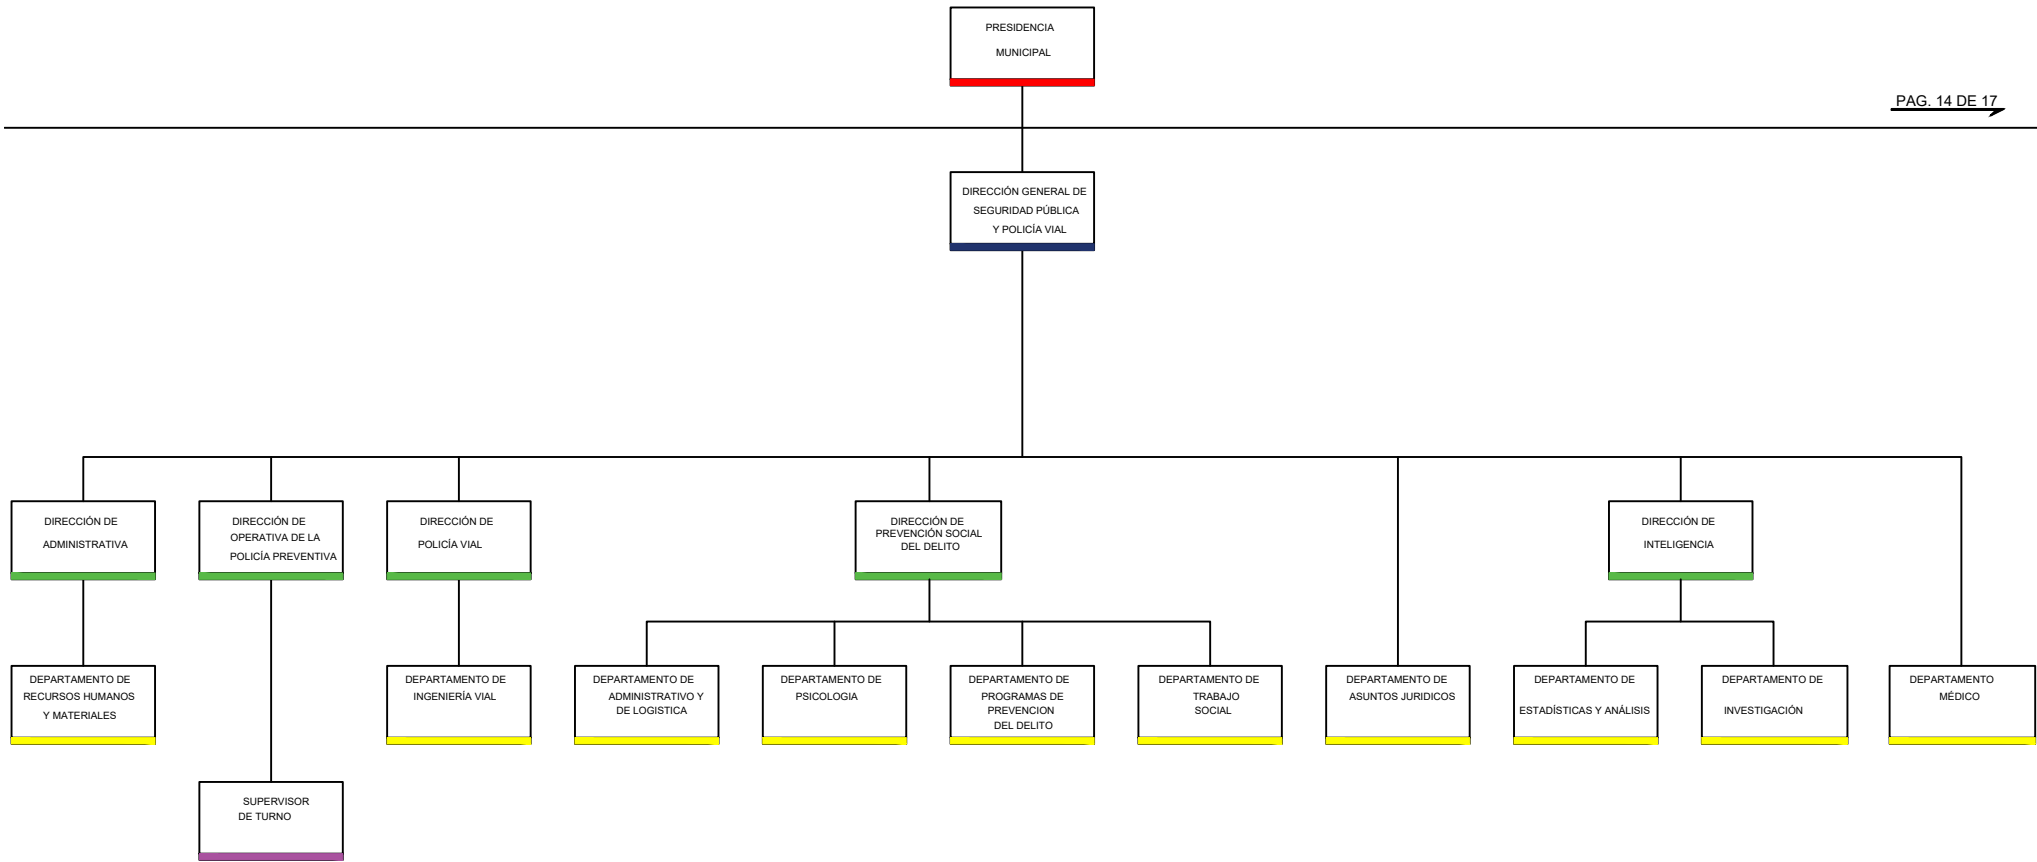 PRESIDENCIA
MUNICIPAL
PAG. 14 DE 17
DIRECCIÓN GENERAL DE
SEGURIDAD PÚBLICA
Y POLICÍA VIAL
DIRECCIÓN DE
ADMINISTRATIVA
DIRECCIÓN DE
OPERATIVA DE LA
POLICÍA PREVENTIVA
DIRECCIÓN DE
POLICÍA VIAL
DIRECCIÓN DE
PREVENCIÓN SOCIAL
DEL DELITO
DIRECCIÓN DE
INTELIGENCIA
DEPARTAMENTO DE
RECURSOS HUMANOS
Y MATERIALES
DEPARTAMENTO DE
INGENIERÍA VIAL
DEPARTAMENTO DE
ADMINISTRATIVO Y
DE LOGISTICA
DEPARTAMENTO DE
PSICOLOGIA
DEPARTAMENTO DE
PROGRAMAS DE
PREVENCION
DEL DELITO
DEPARTAMENTO DE
TRABAJO
SOCIAL
DEPARTAMENTO DE
ASUNTOS JURIDICOS
DEPARTAMENTO DE
ESTADÍSTICAS Y ANÁLISIS
DEPARTAMENTO DE
INVESTIGACIÓN
DEPARTAMENTO
MÉDICO
SUPERVISOR
DE TURNO